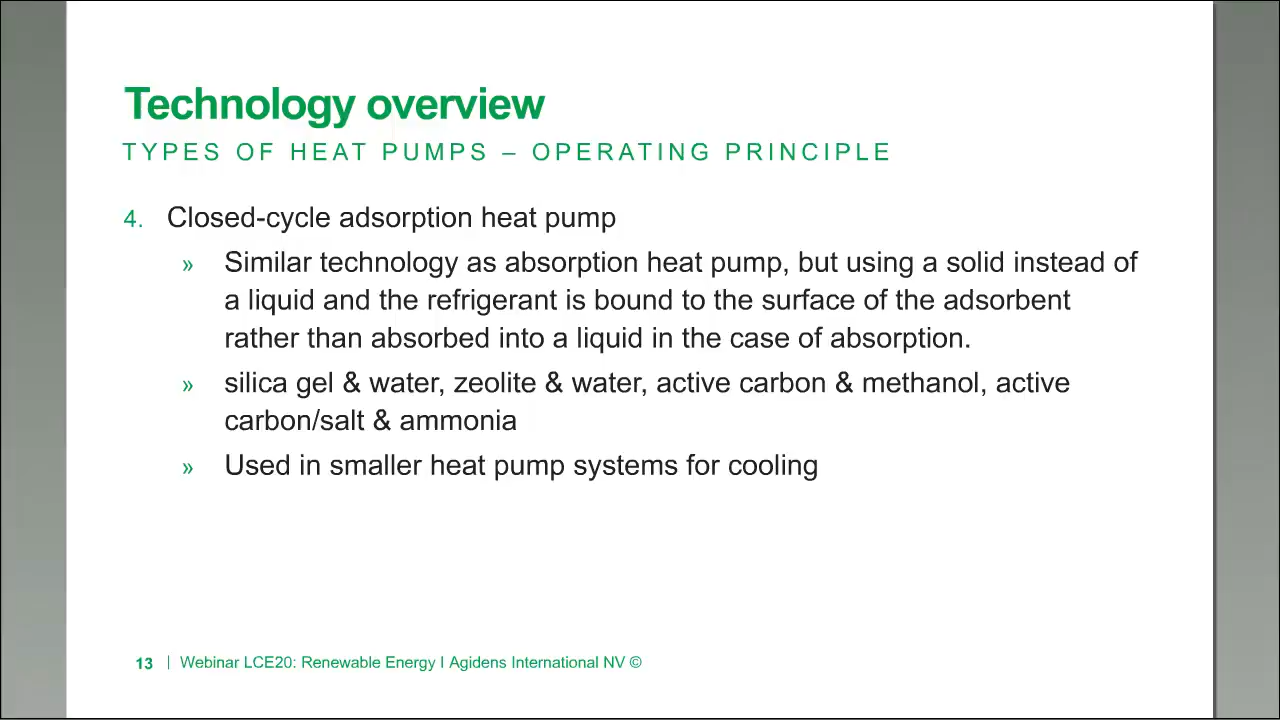 Technology overview
TYPES OF HEAT PUMPS – OPERATING PRINCIPLE
4. Closed-cycle adsorption heat pump
» Similar technology as absorption heat pump, but using a solid instead of
a liquid and the refrigerant is bound to the surface of the adsorbent
rather than absorbed into a liquid in the case of absorption.
» silica gel & water, zeolite & water, active carbon & methanol, active
carbon/salt & ammonia
» Used in smaller heat pump systems for cooling
13 | Webinar LCE20: Renewable Energy I Agidens International NV ©